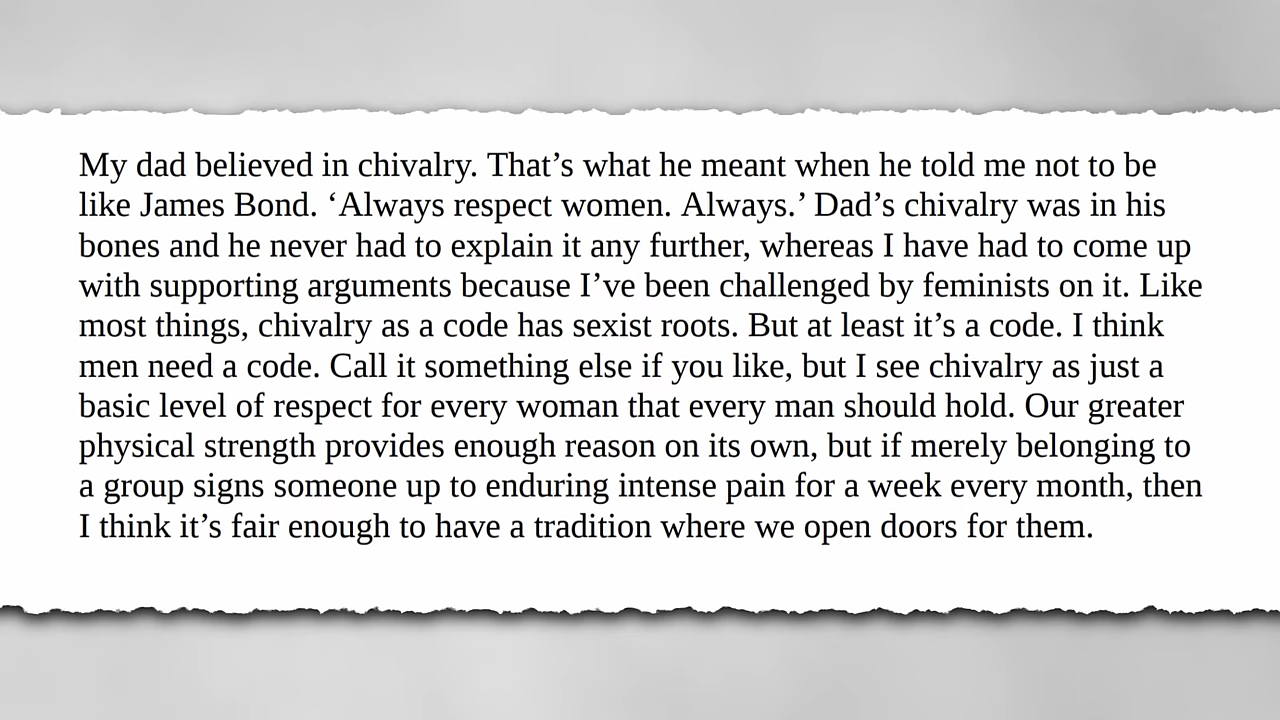 My dad believed in chivalry. That’s what he meant when he told me not to be
like James Bond. ‘Always respect women. Always.’ Dad’s chivalry was in his
bones and he never had to explain it any further, whereas I have had to come up
with supporting arguments because I’ve been challenged by feminists on it. Like
most things, chivalry as a code has sexist roots. But at least it’s a code. I think
men need a code. Call it something else if you like, but I see chivalry as just a
basic level of respect for every woman that every man should hold. Our greater
physical strength provides enough reason on its own, but if merely belonging to
a group signs someone up to enduring intense pain for a week every month, then
I think it’s fair enough to have a tradition where we open doors for them.